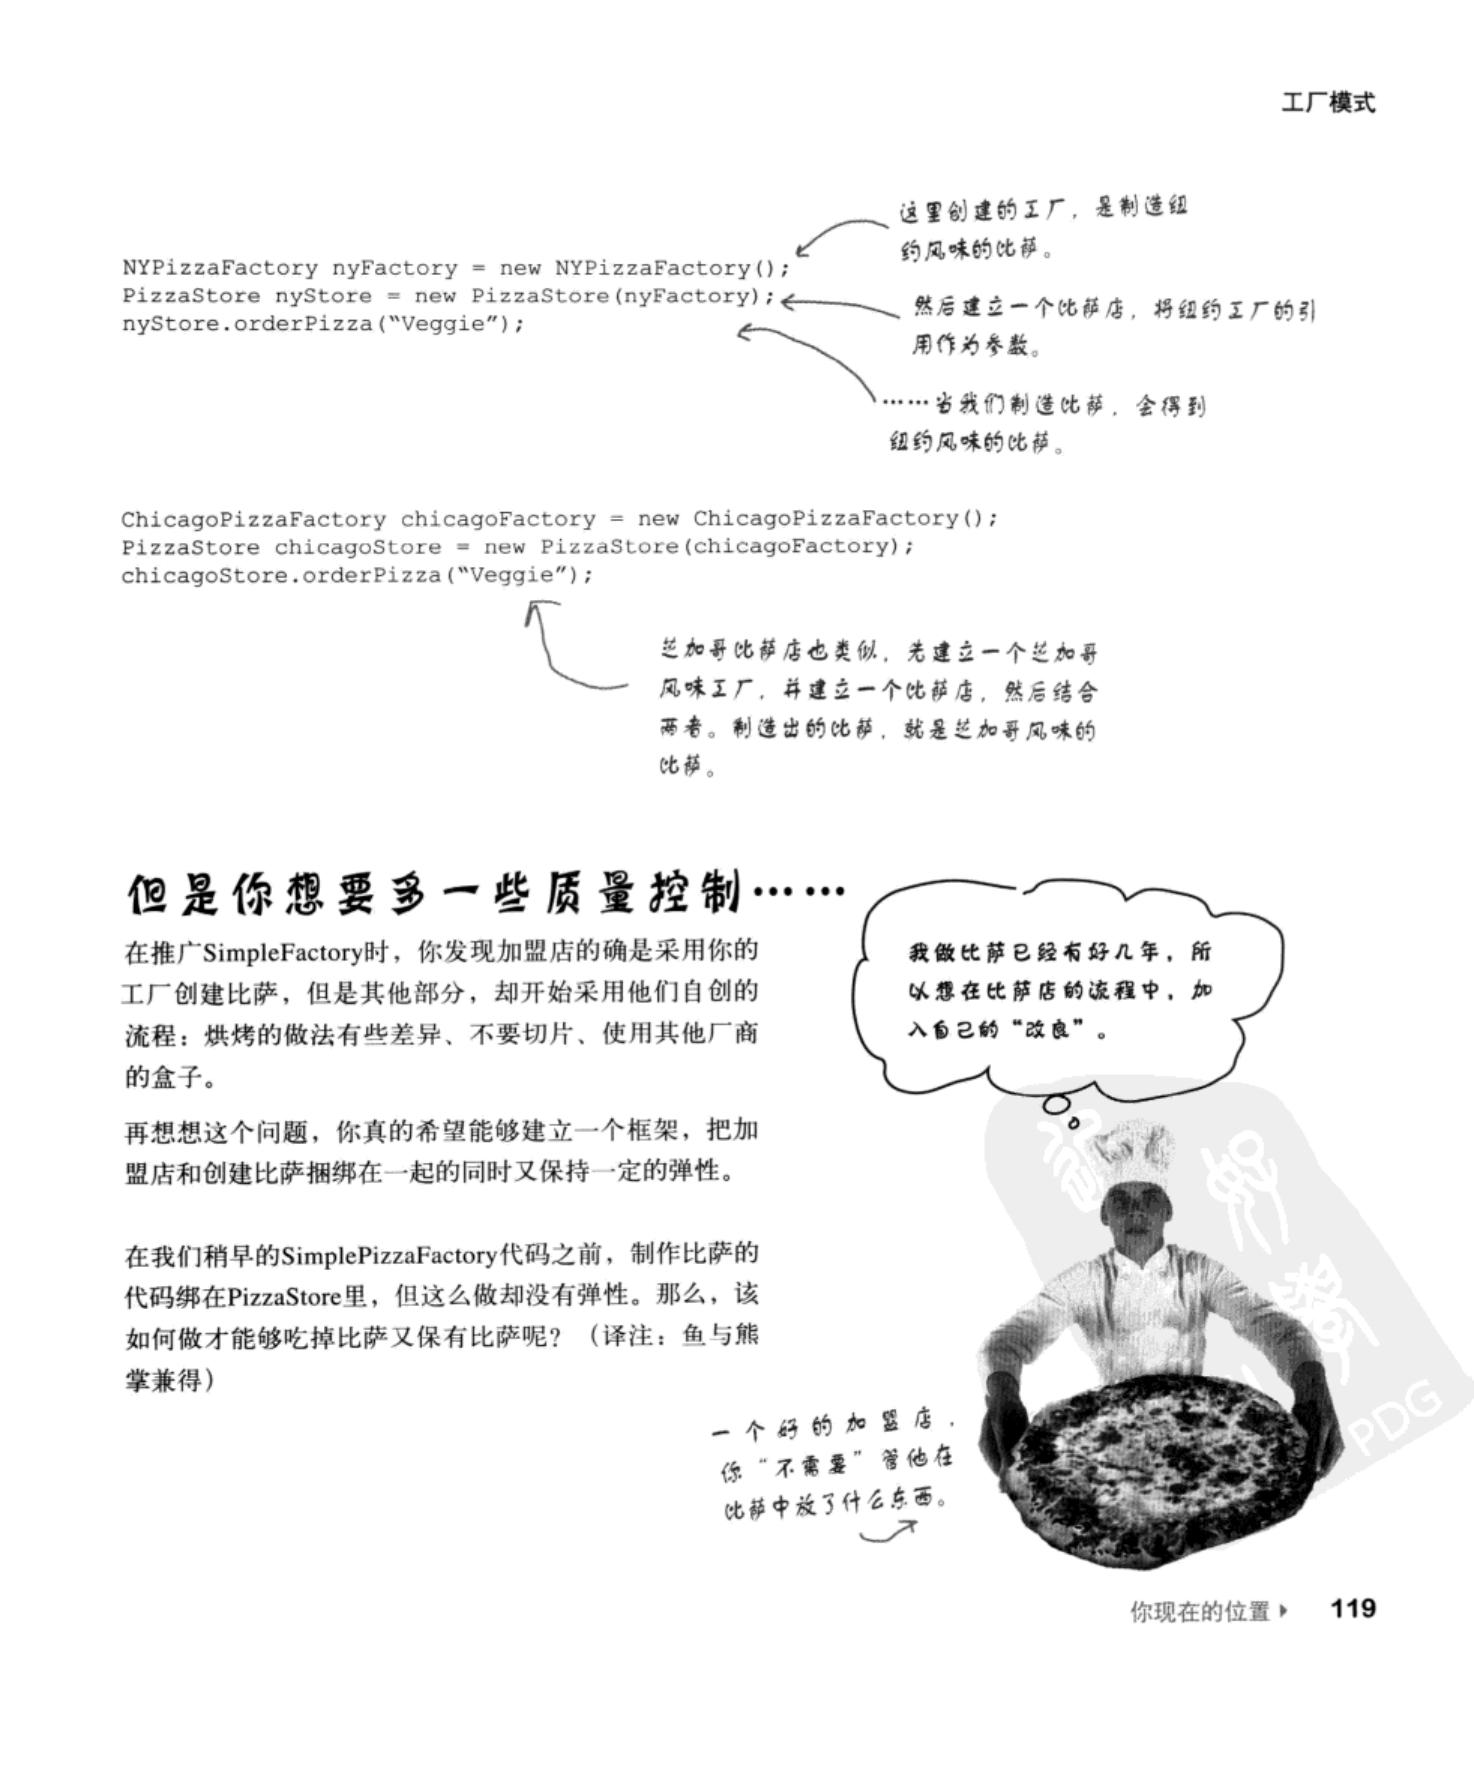 工厂模式
这里创建的工厂，是制造纽
约风味的比萨。
NYPizzaFactory nyFactory = new NYPizzaFactory();
PizzaStore nyStore = new PizzaStore(nyFactory);
nyStore.orderPizza(“Veggie”);
然后建立一个比萨店，将纽约工厂的引
用作为参数。
……当我们制造比萨，会得到
纽约风味的比萨。
ChicagoPizzaFactory chicagoFactory = new ChicagoPizzaFactory();
PizzaStore chicagoStore = new PizzaStore(chicagoFactory);
chicagoStore.orderPizza(“Veggie”);
芝加哥比萨店也类似，先建立一个芝加哥
风味工厂，并建立一个比萨店，然后结合
两者。制造出的比萨，就是芝加哥风味的
比萨。
但是你想要多一些质量控制……
在推广SimpleFactory时，你发现加盟店的确是采用你的
工厂创建比萨，但是其他部分，却开始采用他们自创的
流程：烘烤的做法有些差异、不要切片、使用其他厂商
的盒子。
再想想这个问题，你真的希望能够建立一个框架，把加
盟店和创建比萨捆绑在一起的同时又保持一定的弹性。
在我们稍早的SimplePizzaFactory代码之前，制作比萨的
代码绑在PizzaStore里，但这么做却没有弹性。那么，该
如何做才能够吃掉比萨又保有比萨呢？（译注：鱼与熊
掌兼得）
我做比萨已经有好几年，所
以想在比萨店的流程中，加
入自己的“改良”。
一个好的加盟店，
你“不需要”管他在
比萨中放了什么东西。
PDG
你现在的位置 ▸ 119